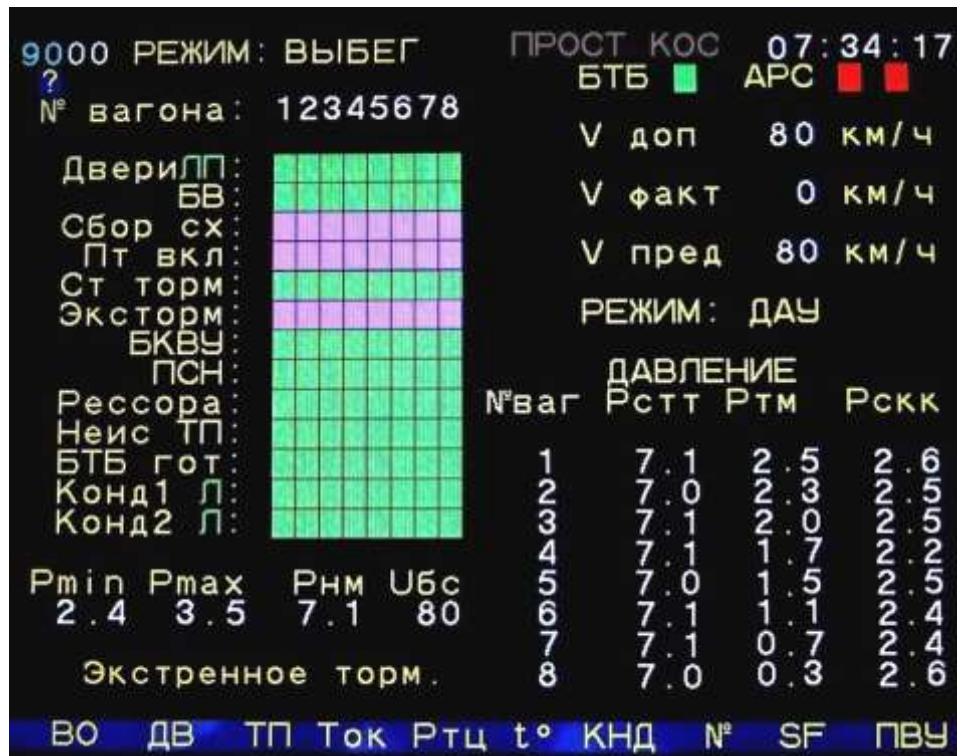 9000 РЕЖИМ: ВЫБЕГ ПРОСТ КОС 07:34:17
? БТБ АРС
№ вагона: 12345678
V доп 80 км/ч
ДвериЛП:
БВ:
V факт 0 км/ч
Сбор сх:
Пт вкл:
V пред 80 км/ч
Ст торм:
Эксторм:
РЕЖИМ: ДАУ
БКВУ:
ПСН:
ДАВЛЕНИЕ
Рессора:
№ваг Рстт Ртм Рскк
Неис ТП:
БТБ гот:
1 7.1 2.5 2.6
Конд1 Л:
2 7.0 2.3 2.5
Конд2 Л:
3 7.1 2.0 2.5
4 7.1 1.7 2.2
Pmin Pmax Рнм Uбс
5 7.0 1.5 2.5
2.4 3.5 7.1 80
6 7.1 1.1 2.4
7 7.1 0.7 2.4
Экстренное торм.
8 7.0 0.3 2.6
ВО ДВ ТП Ток Ртц t° КНД № SF ПВУ